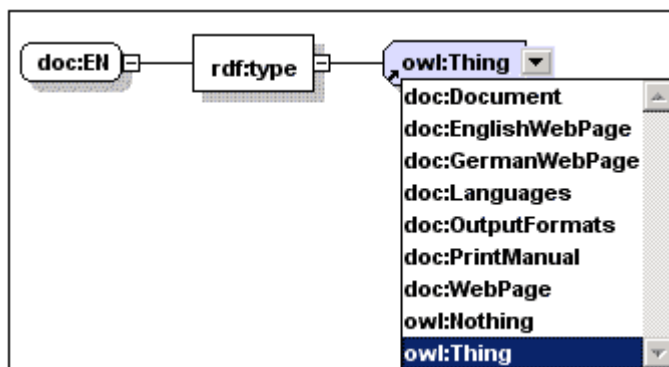 doc:EN
rdf:type
owl:Thing
doc:Document
doc:EnglishWebPage
doc:GermanWebPage
doc:Languages
doc:OutputFormats
doc:PrintManual
doc:WebPage
owl:Nothing
owl:Thing